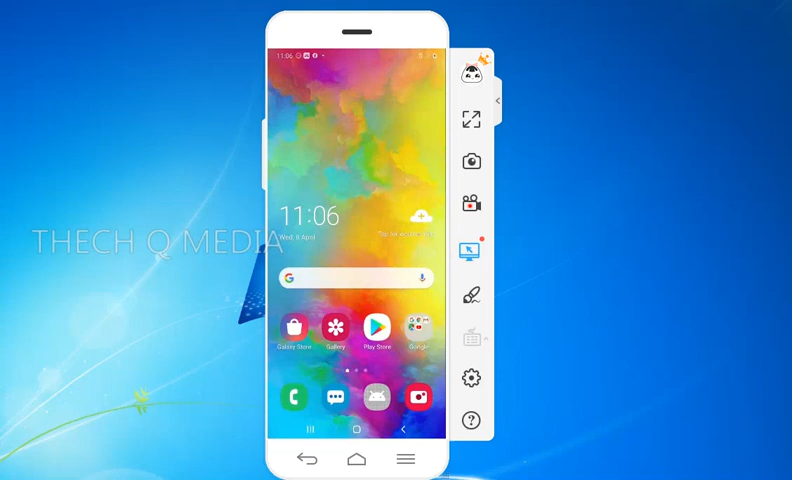 11:06
11:06
Wed, 8 April
THECH Q MEDIA
G
Galaxy Store
Gallery
Play Store
Google
?